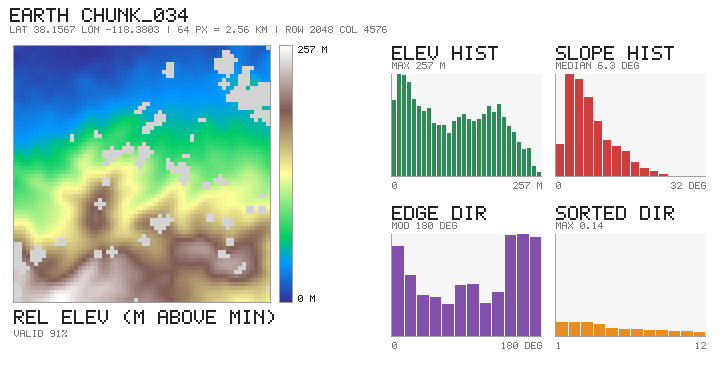 EARTH CHUNK_034
LAT 38.1567 LON -118.3803 | 64 PX = 2.56 KM | ROW 2048 COL 4576
257 M
0 M
REL ELEV (M ABOVE MIN)
VALID 91%
ELEV HIST
MAX 257 M
0 257 M
SLOPE HIST
MEDIAN 6.3 DEG
0 32 DEG
EDGE DIR
MOD 180 DEG
0 180 DEG
SORTED DIR
MAX 0.14
1 12